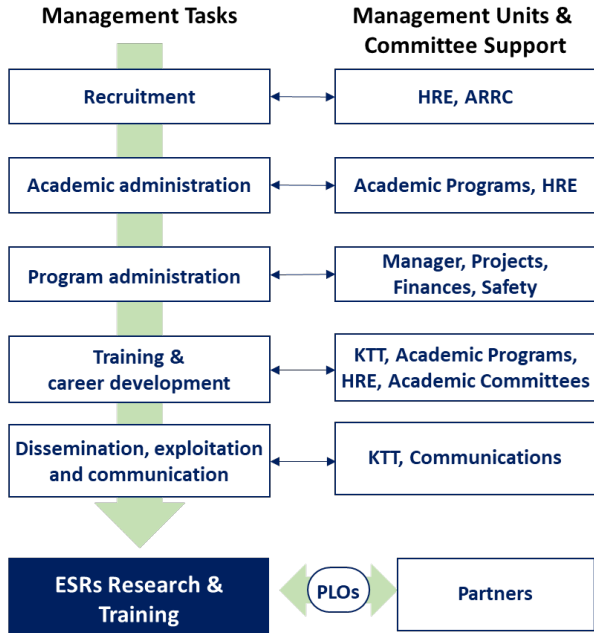 Management Tasks
Management Units &
Committee Support
Recruitment
HRE, ARRC
Academic administration
Academic Programs, HRE
Program administration
Manager, Projects,
Finances, Safety
Training &
career development
KTT, Academic Programs,
HRE, Academic Committees
Dissemination, exploitation
and communication
KTT, Communications
ESRs Research &
Training
PLOs
Partners